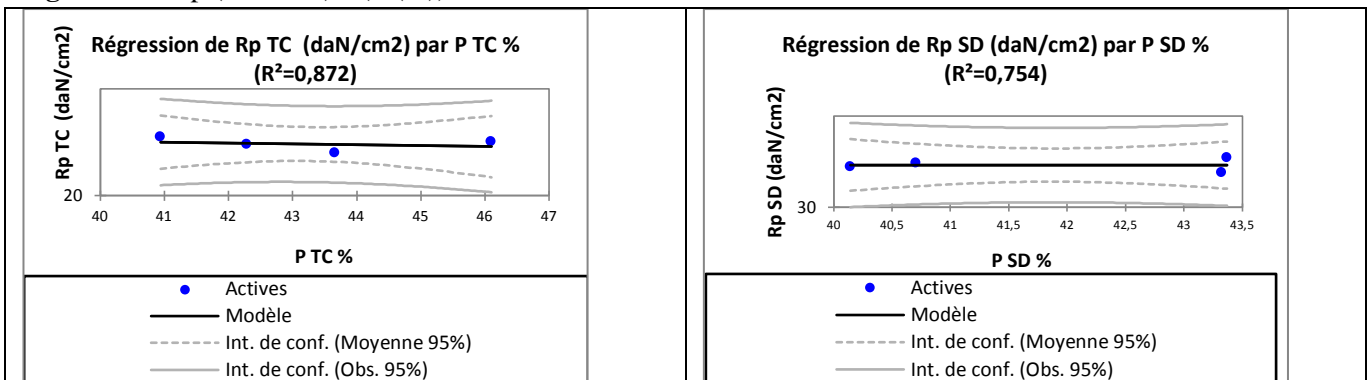 Régression de Rp TC (daN/cm2) par P TC %
(R²=0,872)
Rp TC (daN/cm2)
20
40 41 42 43 44 45 46 47
P TC %
Actives
Modèle
Int. de conf. (Moyenne 95%)
Int. de conf. (Obs. 95%)
Régression de Rp SD (daN/cm2) par P SD %
(R²=0,754)
Rp SD (daN/cm2)
30
40 40,5 41 41,5 42 42,5 43 43,5
P SD %
Actives
Modèle
Int. de conf. (Moyenne 95%)
Int. de conf. (Obs. 95%)